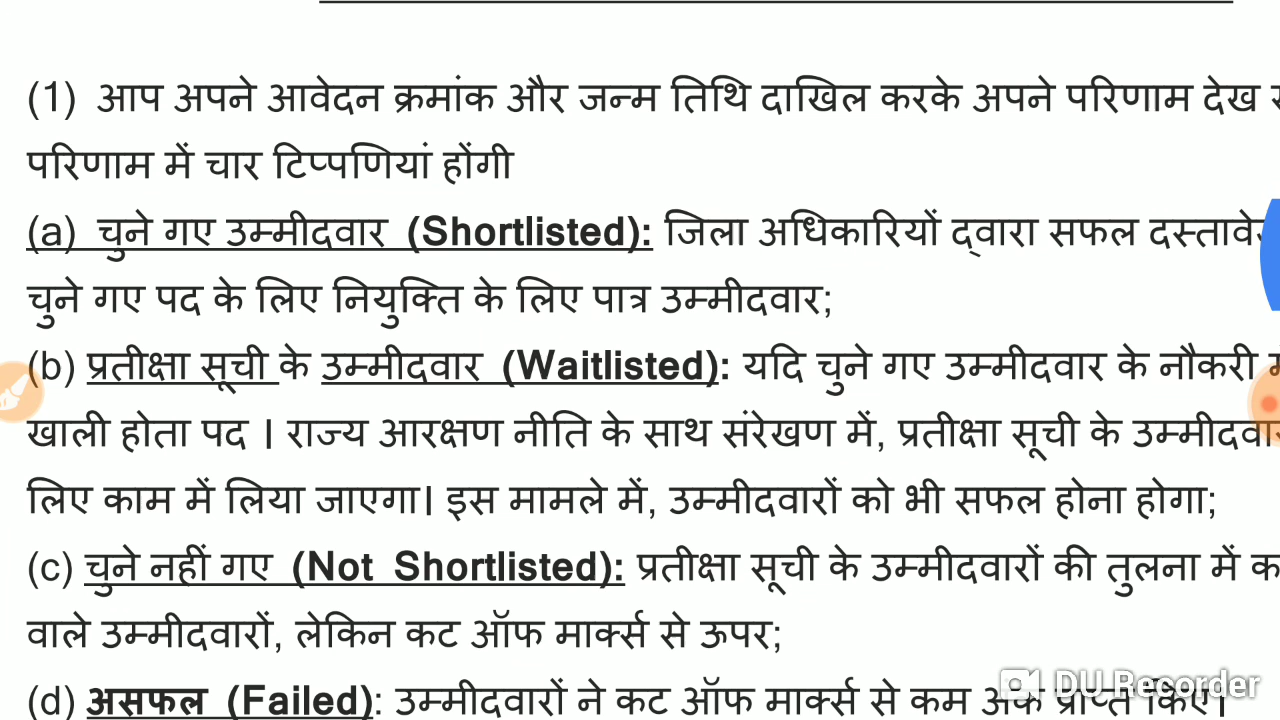 (1) आप अपने आवेदन क्रमांक और जन्म तिथि दाखिल करके अपने परिणाम देख
परिणाम में चार टिप्पणियां होंगी
(a) चुने गए उम्मीदवार (Shortlisted): जिला अधिकारियों द्वारा सफल
चुने गए पद के लिए नियुक्ति के लिए पात्र उम्मीदवार;
(b) प्रतीक्षा सूची के उम्मीदवार (Waitlisted): यदि चुने गए उम्मीदवार के नौकरी
खाली होता पद । राज्य आरक्षण नीति के साथ संरेखण में, प्रतीक्षा सूची के
लिए काम में लिया जाएगा। इस मामले में, उम्मीदवारों को भी सफल होना होगा;
(c) चुने नहीं गए (Not Shortlisted): प्रतीक्षा सूची के उम्मीदवारों की तुलना में
वाले उम्मीदवारों, लेकिन कट ऑफ मार्क्स से ऊपर;
(d) असफल (Failed): उम्मीदवारों ने कट ऑफ मार्क्स से कम अंक प्राप्त किए।
DU Recorder